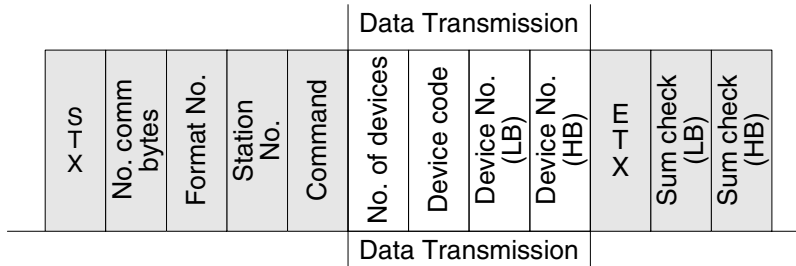 Data Transmission
STX
No. comm
bytes
Format No.
Station
No.
Command
No. of devices
Device code
Device No.
(LB)
Device No.
(HB)
ETX
Sum check
(LB)
Sum check
(HB)
Data Transmission